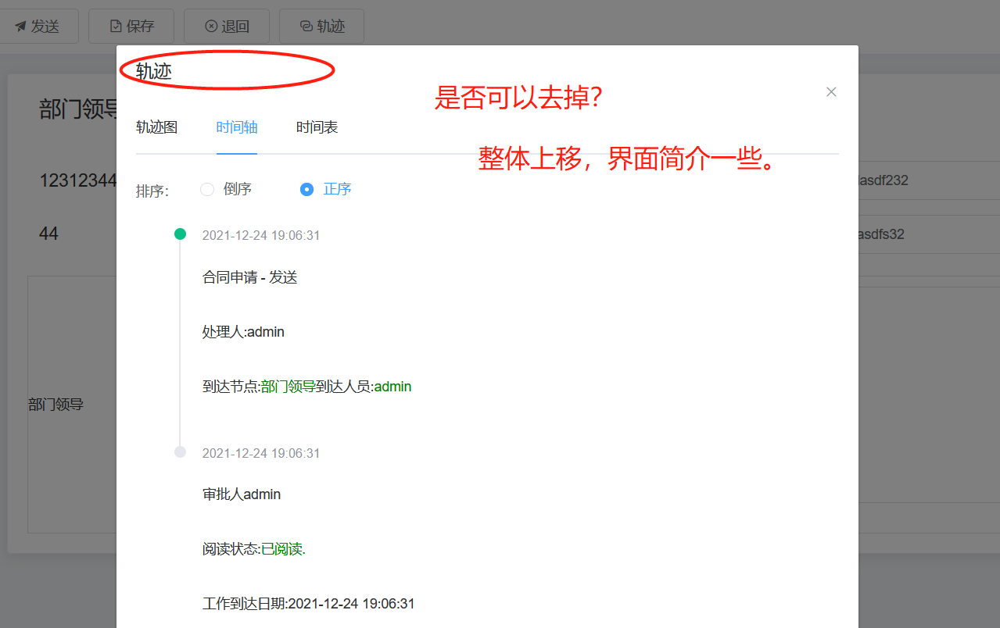 发送 保存 退回 轨迹
轨迹
是否可以去掉?
部门领导
轨迹图 时间轴 时间表
整体上移，界面简介一些。
12312344
asdf232
排序: 倒序 正序
44
2021-12-24 19:06:31
asdfs32
合同申请 - 发送
处理人:admin
到达节点:部门领导到达人员:admin
部门领导
2021-12-24 19:06:31
审批人admin
阅读状态:已阅读.
工作到达日期:2021-12-24 19:06:31